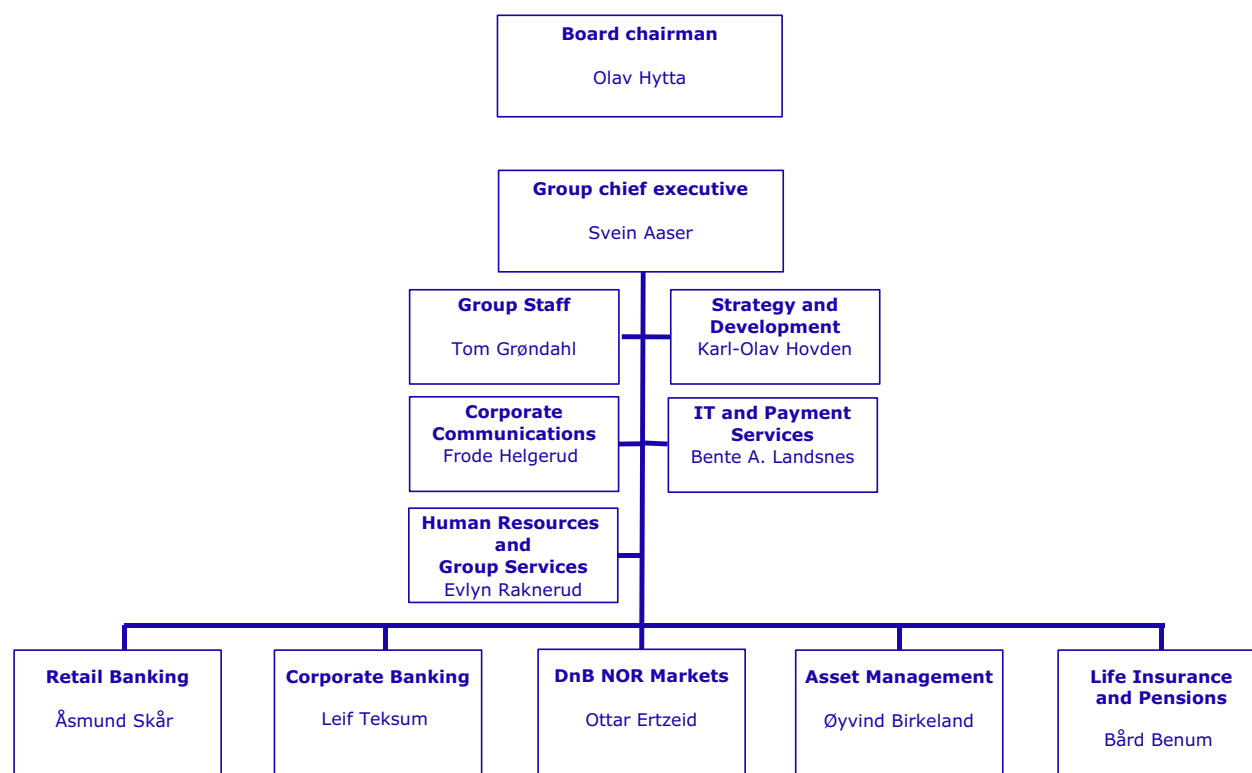 Board chairman
Olav Hytta
Group chief executive
Svein Aaser
Group Staff
Tom Grøndahl
Strategy and
Development
Karl-Olav Hovden
Corporate
Communications
Frode Helgerud
IT and Payment
Services
Bente A. Landsnes
Human Resources
and
Group Services
Evlyn Raknerud
Retail Banking
Åsmund Skår
Corporate Banking
Leif Teksum
DnB NOR Markets
Ottar Ertzeid
Asset Management
Øyvind Birkeland
Life Insurance
and Pensions
Bård Benum